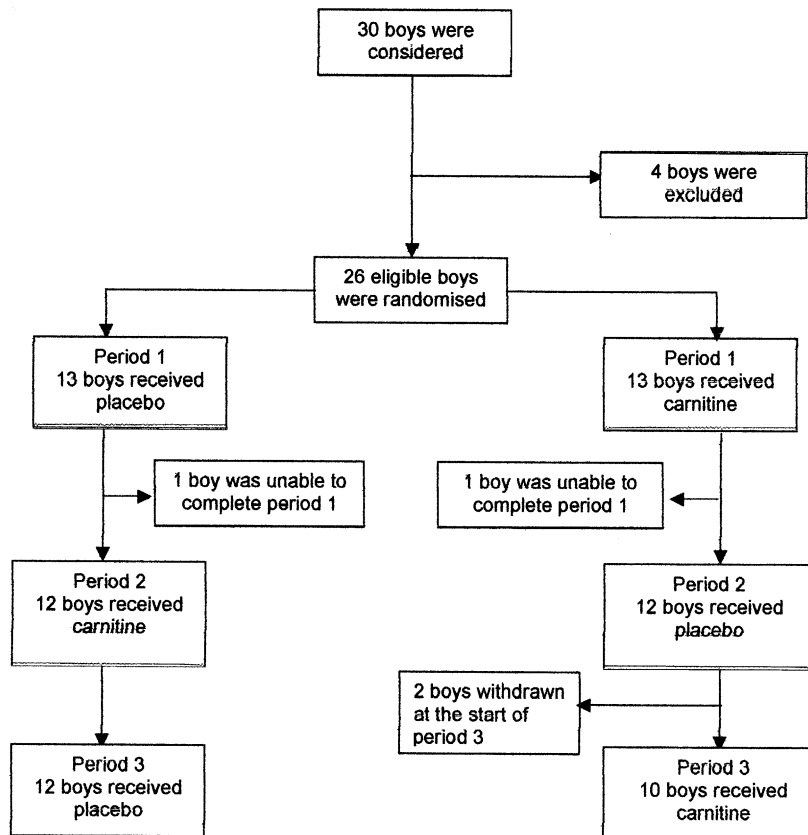 30 boys were
considered
4 boys were
excluded
26 eligible boys
were randomised
Period 1
13 boys received
placebo
Period 1
13 boys received
carnitine
1 boy was unable to
complete period 1
1 boy was unable to
complete period 1
Period 2
12 boys received
carnitine
Period 2
12 boys received
placebo
2 boys withdrawn
at the start of
period 3
Period 3
12 boys received
placebo
Period 3
10 boys received
carnitine